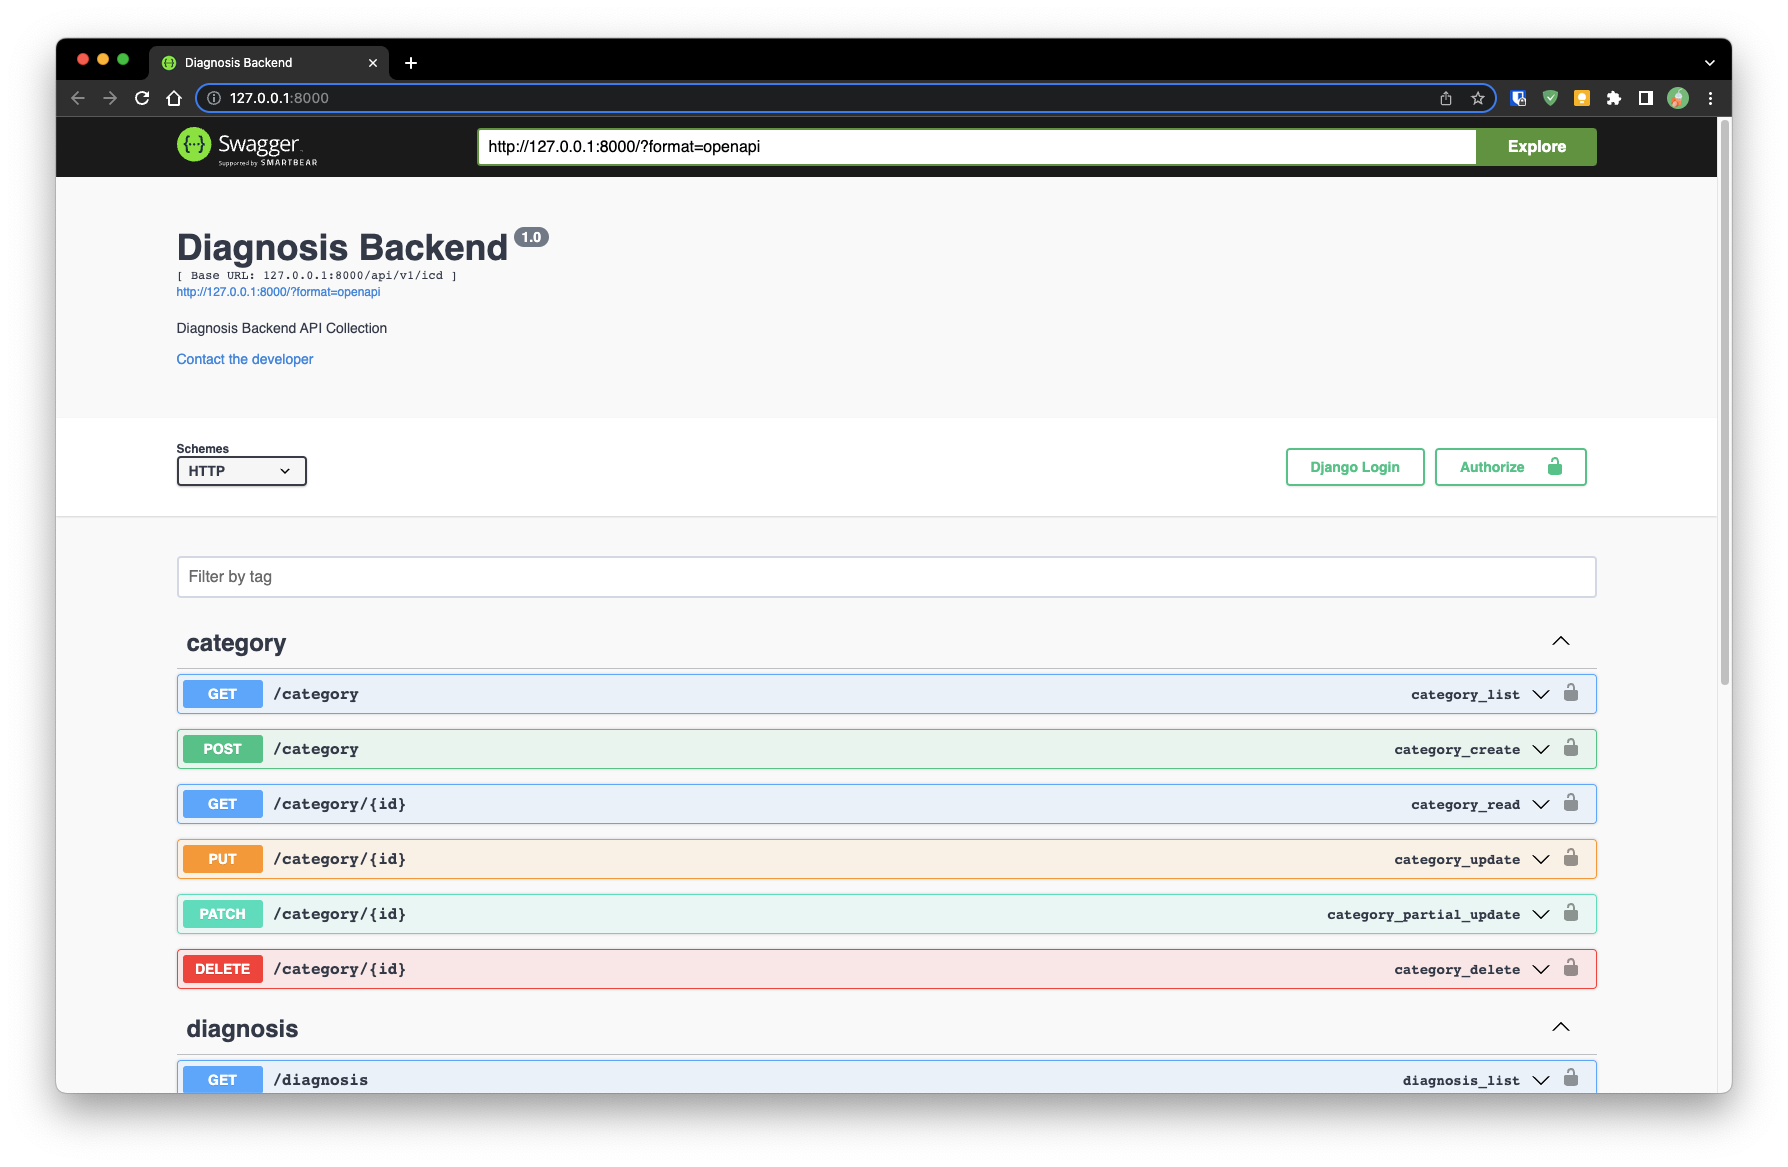 Diagnosis Backend
127.0.0.1:8000
Swagger
Supported by SMARTBEAR
http://127.0.0.1:8000/?format=openapi
Explore
Diagnosis Backend 1.0
[ Base URL: 127.0.0.1:8000/api/v1/icd ]
http://127.0.0.1:8000/?format=openapi
Diagnosis Backend API Collection
Contact the developer
Schemes
HTTP
Django Login
Authorize
Filter by tag
category
GET /category category_list
POST /category category_create
GET /category/{id} category_read
PUT /category/{id} category_update
PATCH /category/{id} category_partial_update
DELETE /category/{id} category_delete
diagnosis
GET /diagnosis diagnosis_list